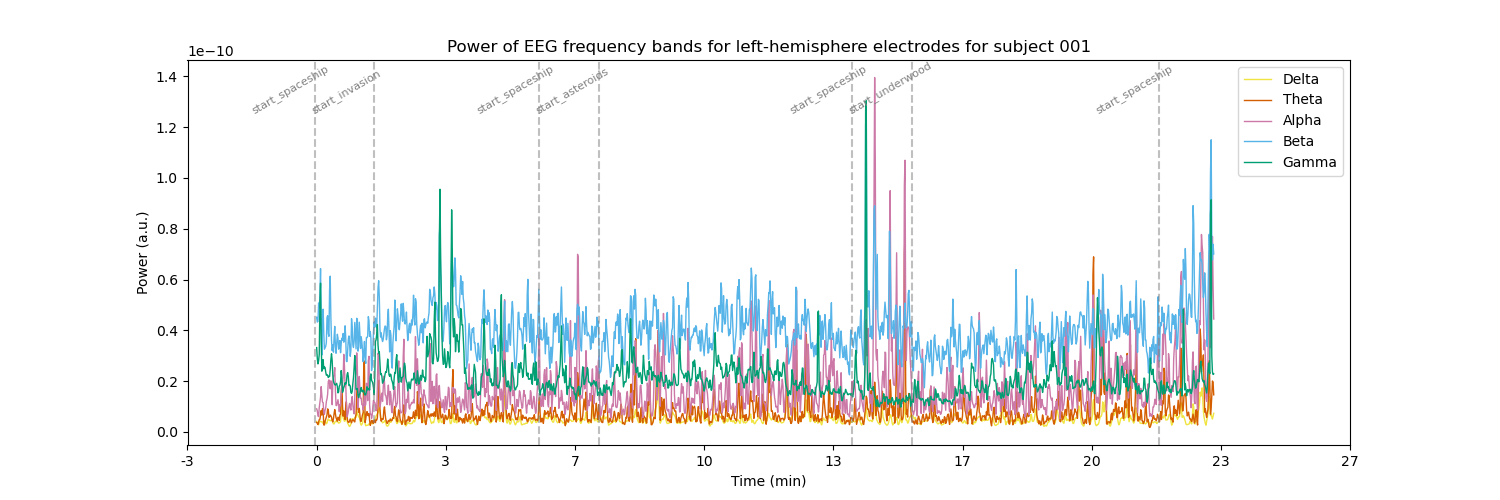 Power of EEG frequency bands for left-hemisphere electrodes for subject 001
1e−10
start_spaceship
start_invasion
start_spaceship
start_asteroids
start_spaceship
start_underwood
start_spaceship
Delta
Theta
Alpha
Beta
Gamma
1.4
1.2
1.0
0.8
0.6
0.4
0.2
0.0
Power (a.u.)
-3 0 3 7 10 13 17 20 23 27
Time (min)